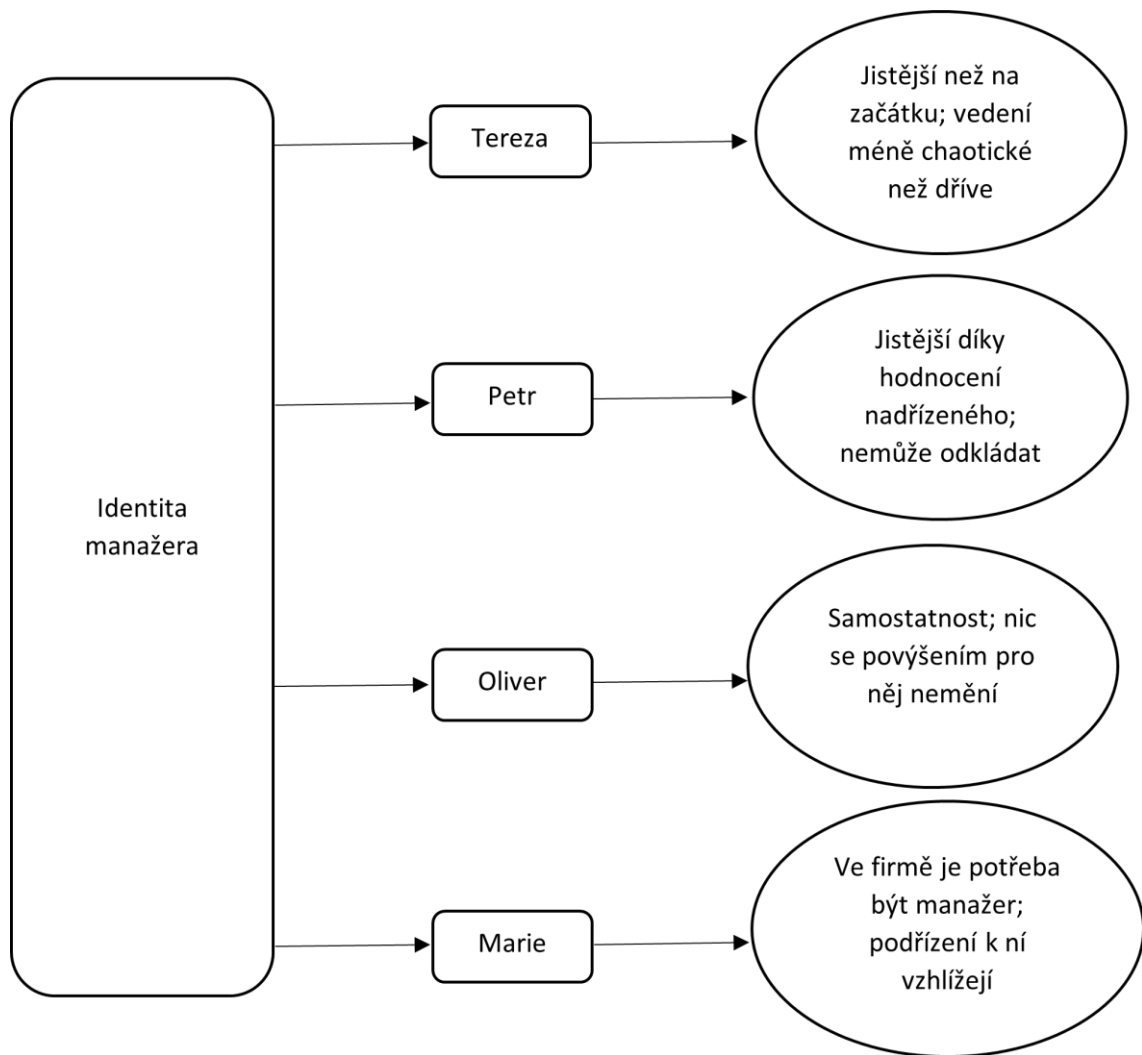 Identita
manažera
Tereza
Jistější než na
začátku; vedení
méně chaotické
než dříve
Petr
Jistější díky
hodnocení
nadřízeného;
nemůže odkládat
Oliver
Samostatnost; nic
se povýšením pro
něj nemění
Marie
Ve firmě je potřeba
být manažer;
podřízení k ní
vzhlížejí